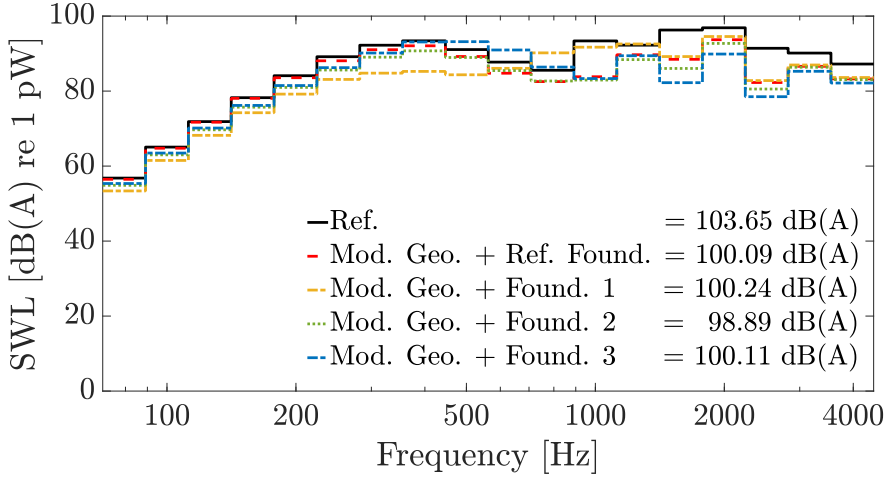 100
80
60
40
20
0
SWL [dB(A) re 1 pW]
Ref. = 103.65 dB(A)
Mod. Geo. + Ref. Found. = 100.09 dB(A)
Mod. Geo. + Found. 1 = 100.24 dB(A)
Mod. Geo. + Found. 2 = 98.89 dB(A)
Mod. Geo. + Found. 3 = 100.11 dB(A)
100 200 500 1000 2000 4000
Frequency [Hz]